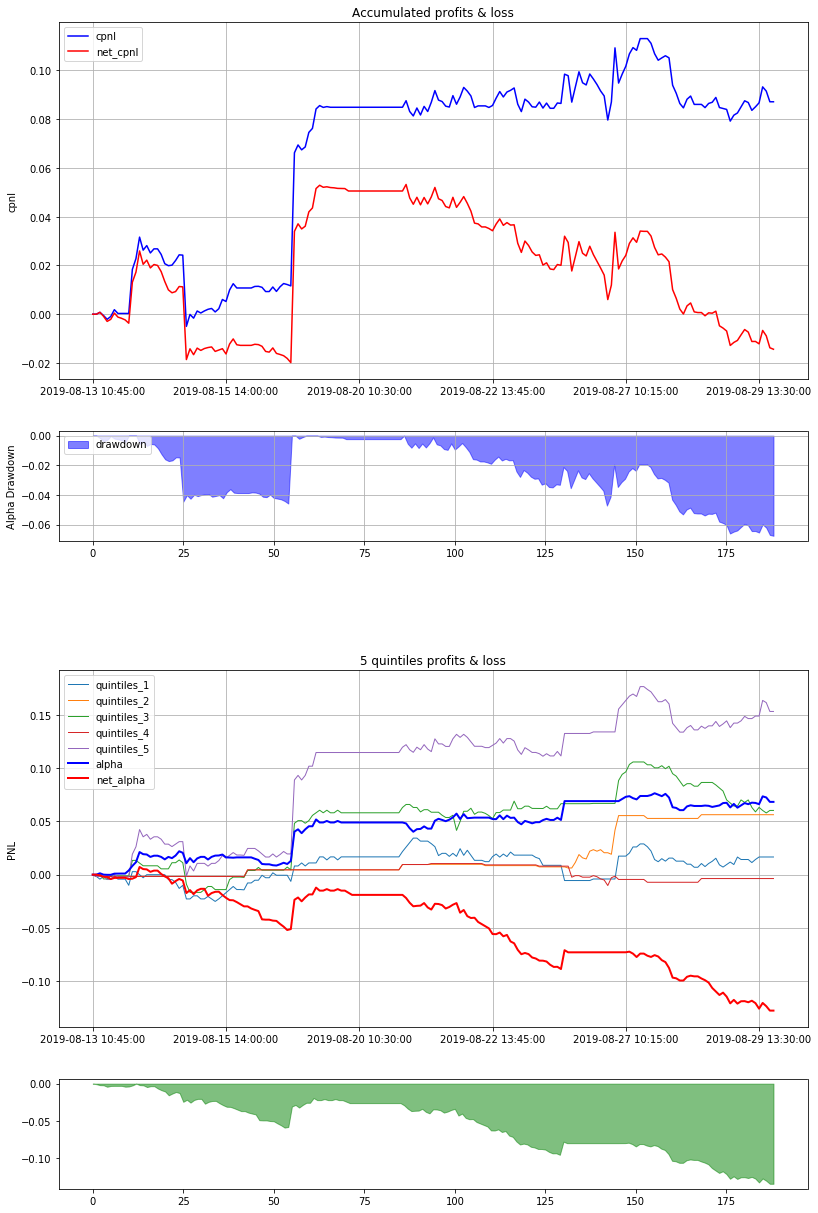 Accumulated profits & loss
cpnl
net_cpnl
cpnl
0.10
0.08
0.06
0.04
0.02
0.00
−0.02
2019-08-13 10:45:00 2019-08-15 14:00:00 2019-08-20 10:30:00 2019-08-22 13:45:00 2019-08-27 10:15:00 2019-08-29 13:30:00
drawdown
Alpha Drawdown
0.00
−0.02
−0.04
−0.06
0 25 50 75 100 125 150 175
5 quintiles profits & loss
quintiles_1
quintiles_2
quintiles_3
quintiles_4
quintiles_5
alpha
net_alpha
PNL
0.15
0.10
0.05
0.00
−0.05
−0.10
2019-08-13 10:45:00 2019-08-15 14:00:00 2019-08-20 10:30:00 2019-08-22 13:45:00 2019-08-27 10:15:00 2019-08-29 13:30:00
0.00
−0.05
−0.10
0 25 50 75 100 125 150 175